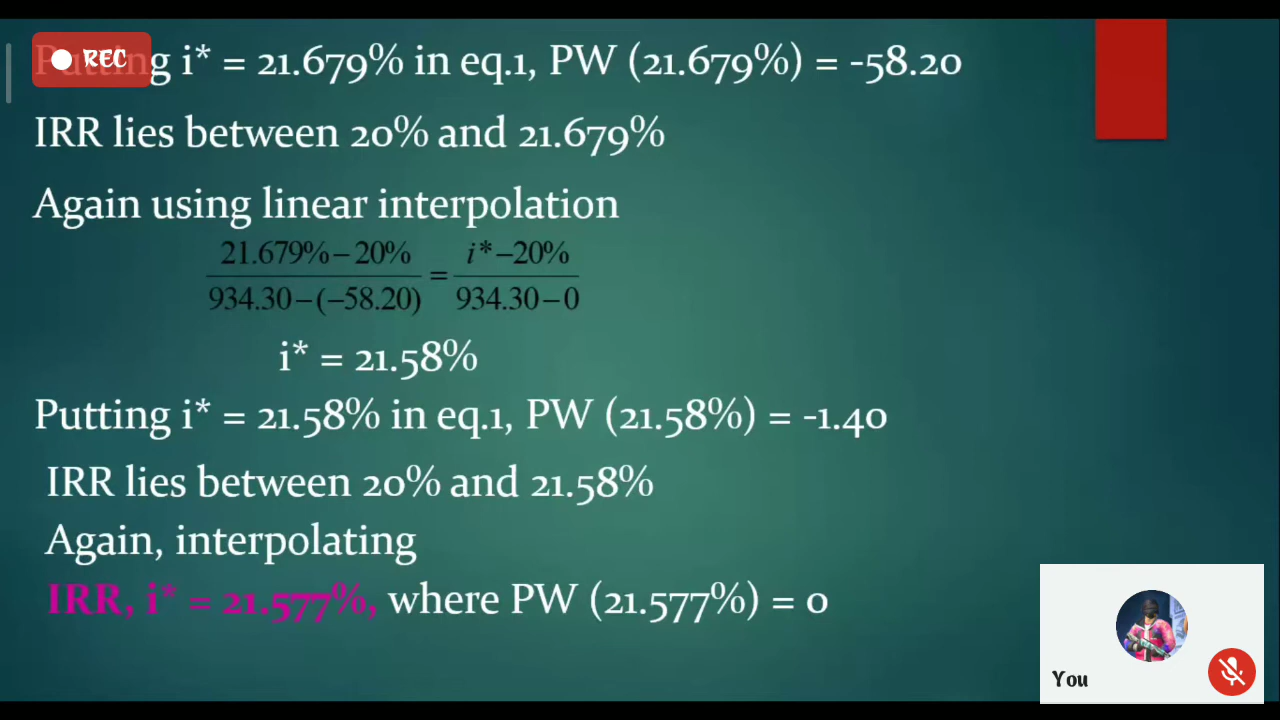 REC
Putting i* = 21.679% in eq.1, PW (21.679%) = -58.20
IRR lies between 20% and 21.679%
Again using linear interpolation
21.679% – 20% / 934.30 – (–58.20) = i* – 20% / 934.30 – 0
i* = 21.58%
Putting i* = 21.58% in eq.1, PW (21.58%) = -1.40
IRR lies between 20% and 21.58%
Again, interpolating
IRR, i* = 21.577%, where PW (21.577%) = 0
You